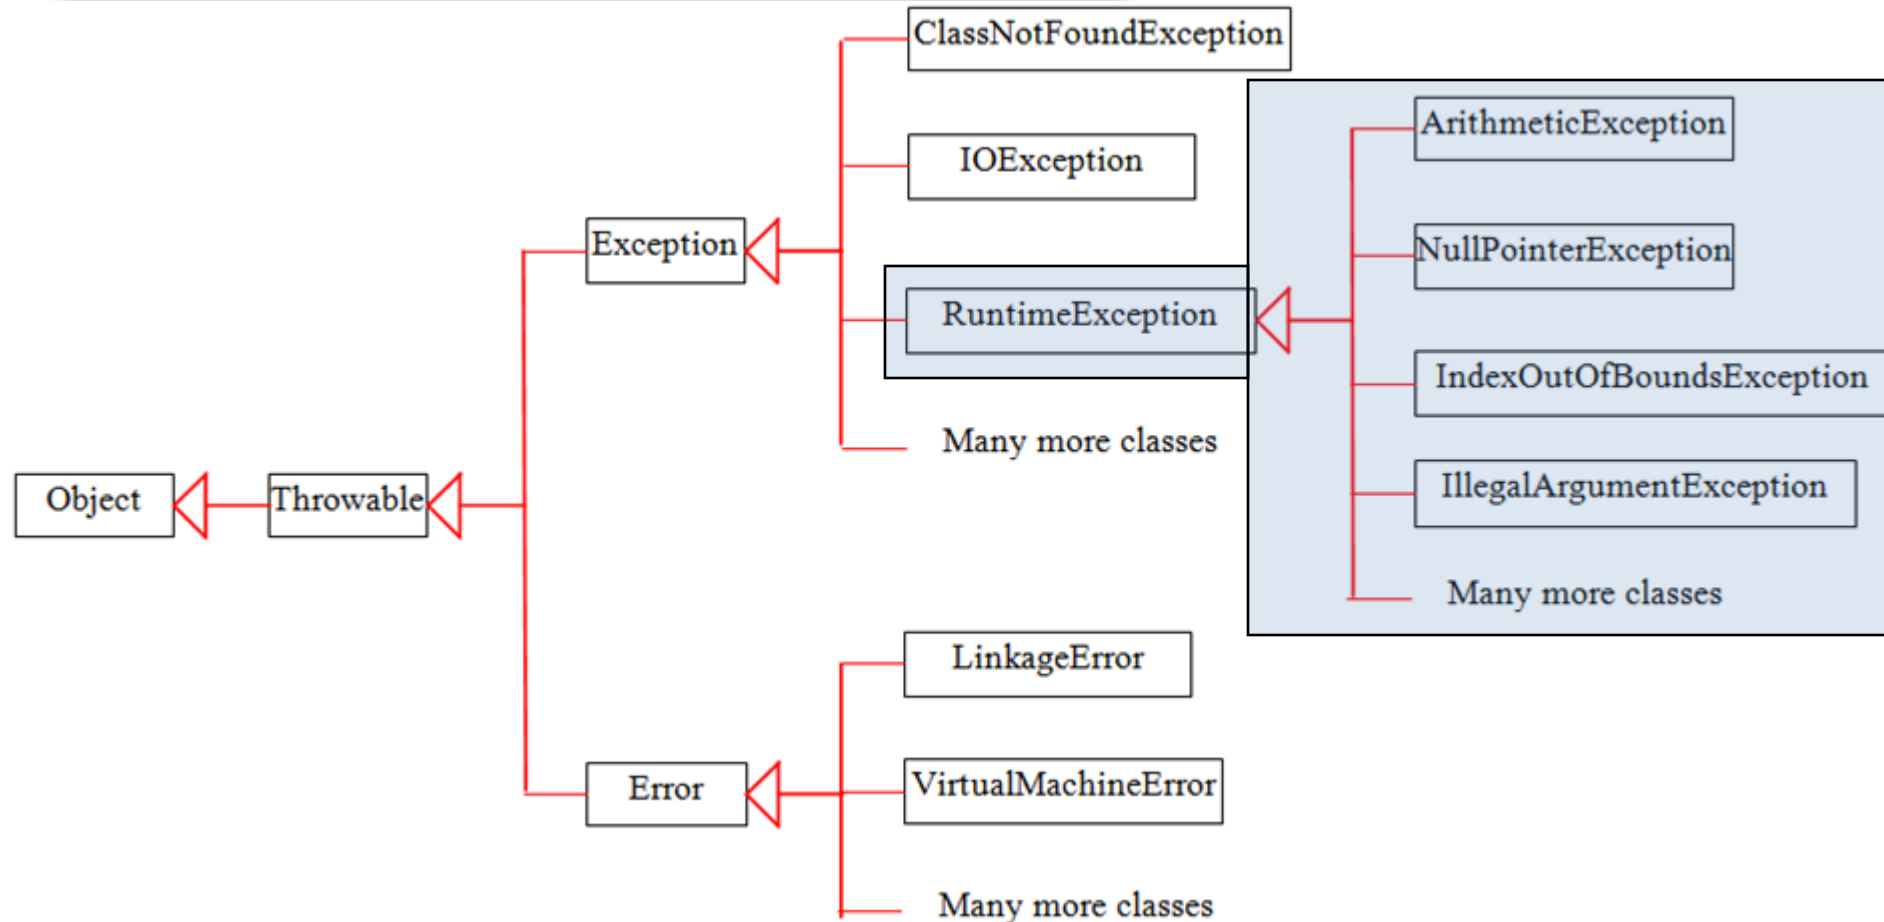 ClassNotFoundException
ArithmeticException
IOException
Exception
NullPointerException
RuntimeException
IndexOutOfBoundsException
Many more classes
Object
Throwable
IllegalArgumentException
Many more classes
LinkageError
Error
VirtualMachineError
Many more classes